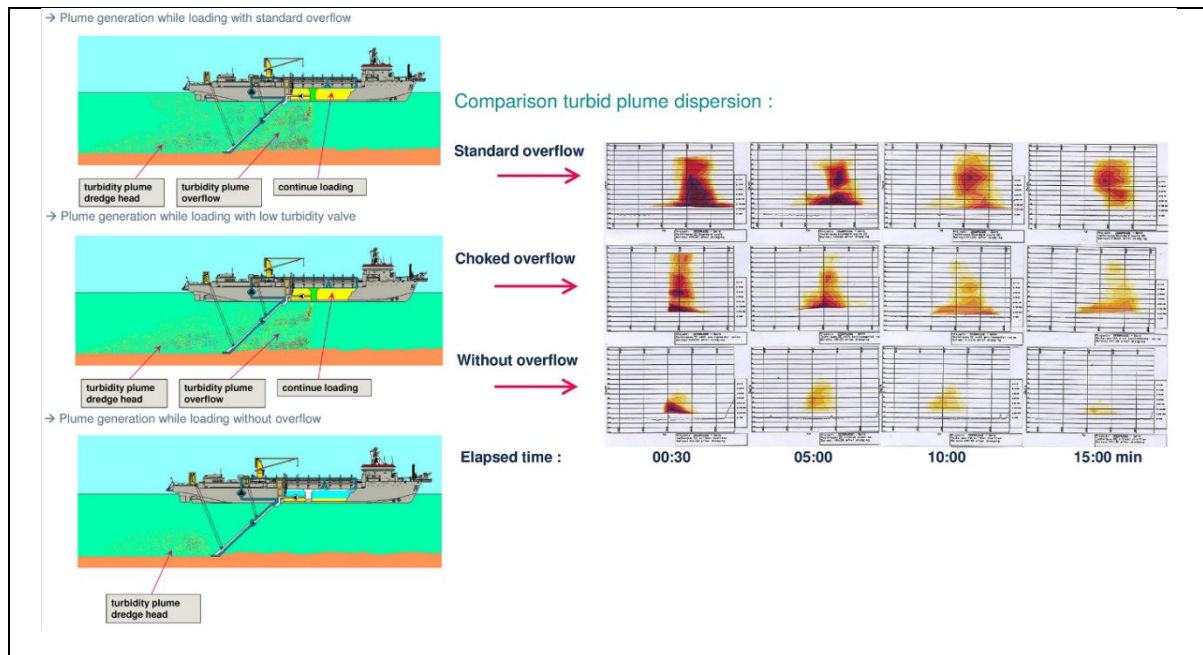 → Plume generation while loading with standard overflow
turbidity plume
dredge head
turbidity plume
overflow
continue loading
→ Plume generation while loading with low turbidity valve
turbidity plume
dredge head
turbidity plume
overflow
continue loading
→ Plume generation while loading without overflow
turbidity plume
dredge head
Comparison turbid plume dispersion :
Standard overflow
Choked overflow
Without overflow
Elapsed time :
00:30
05:00
10:00
15:00 min